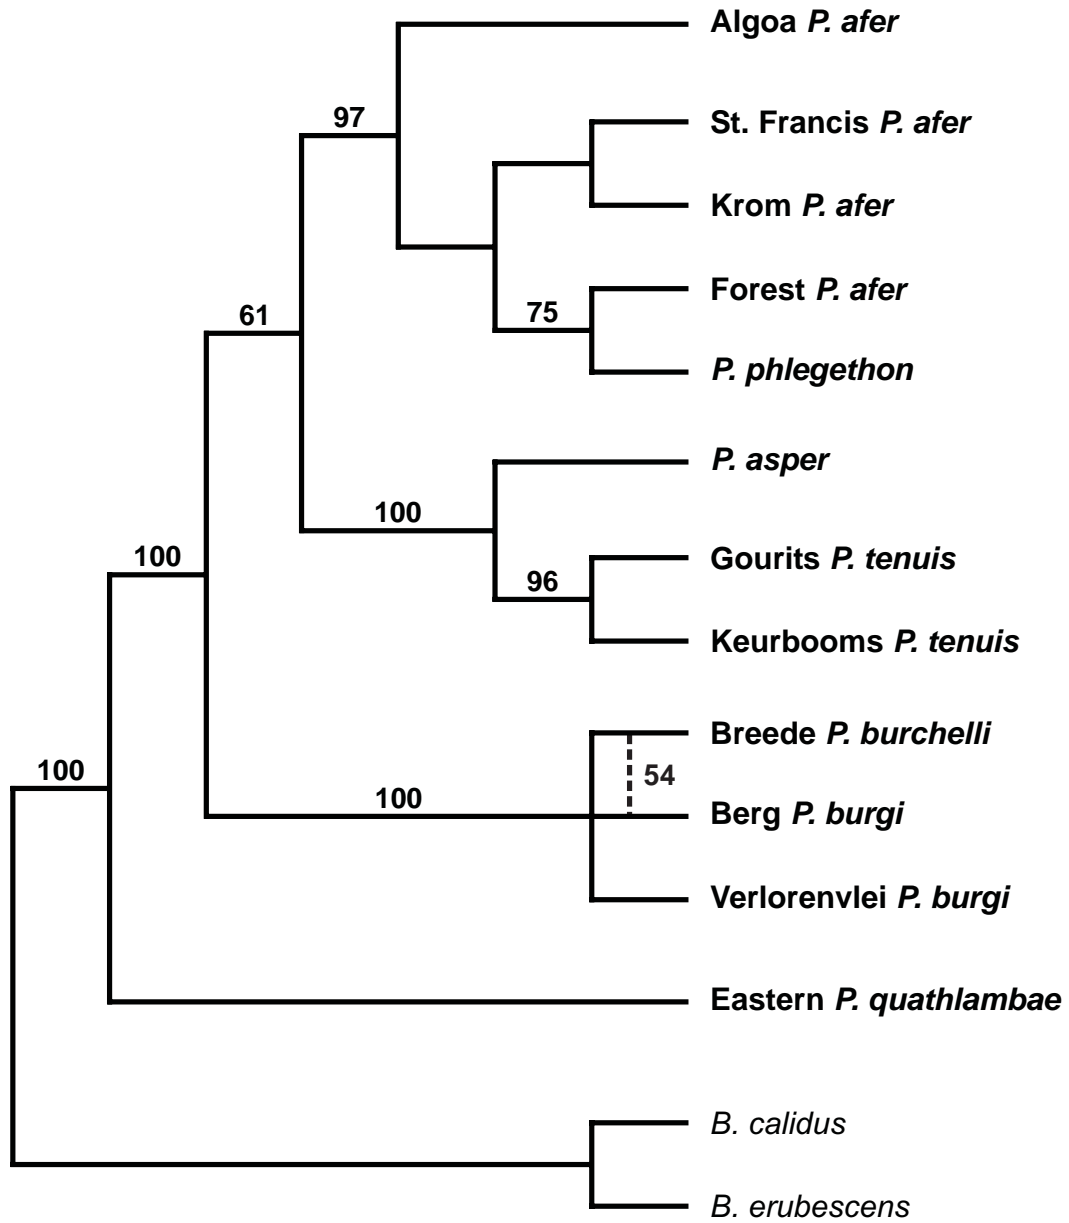 Algoa P. afer
97
St. Francis P. afer
Krom P. afer
Forest P. afer
75
61
P. phlegethon
P. asper
100
100
Gourits P. tenuis
96
Keurbooms P. tenuis
Breede P. burchelli
100
54
100
Berg P. burgi
Verlorenvlei P. burgi
Eastern P. quathlambae
B. calidus
B. erubescens